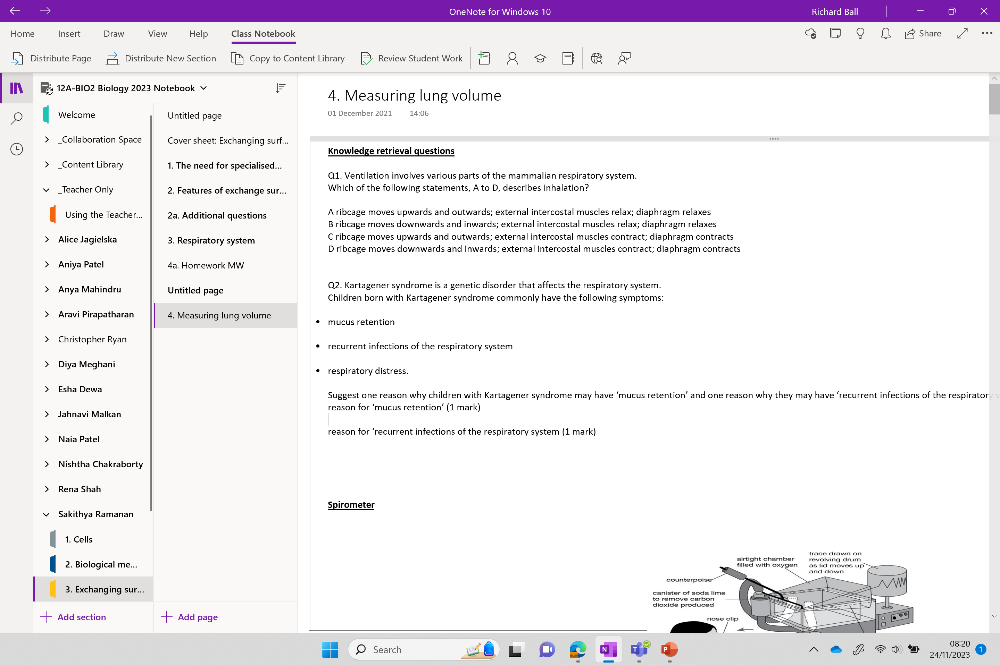 OneNote for Windows 10
Richard Ball
Home Insert Draw View Help Class Notebook
Share
Distribute Page Distribute New Section Copy to Content Library Review Student Work
12A-BIO2 Biology 2023 Notebook
Welcome
_Collaboration Space
_Content Library
_Teacher Only
Using the Teacher...
Alice Jagielska
Aniya Patel
Anya Mahindru
Aravi Pirapatharan
Christopher Ryan
Diya Meghani
Esha Dewa
Jahnavi Malkan
Naia Patel
Nishtha Chakraborty
Rena Shah
Sakithya Ramanan
1. Cells
2. Biological me...
3. Exchanging sur...
Add section
Untitled page
Cover sheet: Exchanging surf...
1. The need for specialised...
2. Features of exchange sur...
2a. Additional questions
3. Respiratory system
4a. Homework MW
Untitled page
4. Measuring lung volume
Add page
4. Measuring lung volume
01 December 2021 14:06
Knowledge retrieval questions
Q1. Ventilation involves various parts of the mammalian respiratory system.
Which of the following statements, A to D, describes inhalation?
A ribcage moves upwards and outwards; external intercostal muscles relax; diaphragm relaxes
B ribcage moves downwards and inwards; external intercostal muscles relax; diaphragm relaxes
C ribcage moves upwards and outwards; external intercostal muscles contract; diaphragm contracts
D ribcage moves downwards and inwards; external intercostal muscles contract; diaphragm contracts
Q2. Kartagener syndrome is a genetic disorder that affects the respiratory system.
Children born with Kartagener syndrome commonly have the following symptoms:
• mucus retention
• recurrent infections of the respiratory system
• respiratory distress.
Suggest one reason why children with Kartagener syndrome may have ‘mucus retention’ and one reason why they may have ‘recurrent infections of the respiratory s
reason for ‘mucus retention’ (1 mark)
reason for ‘recurrent infections of the respiratory system (1 mark)
Spirometer
airtight chamber
filled with oxygen
trace drawn on
revolving drum
as lid moves up
and down
counterpoise
canister of soda lime
to remove carbon
dioxide produced
nose clip
Search
08:20
24/11/2023
1